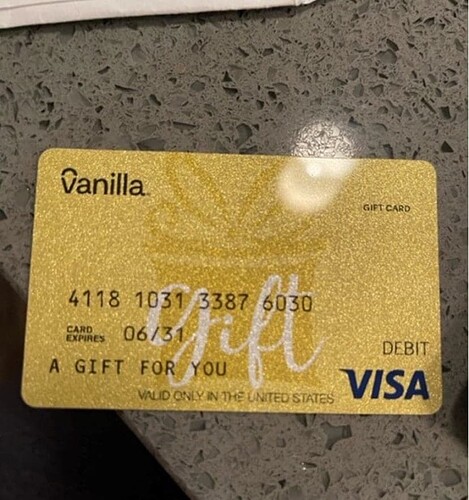 Vanilla
GIFT CARD
4118 1031 3387 6030
CARD EXPIRES 06/31
gift
DEBIT
A GIFT FOR YOU
VISA
VALID ONLY IN THE UNITED STATES